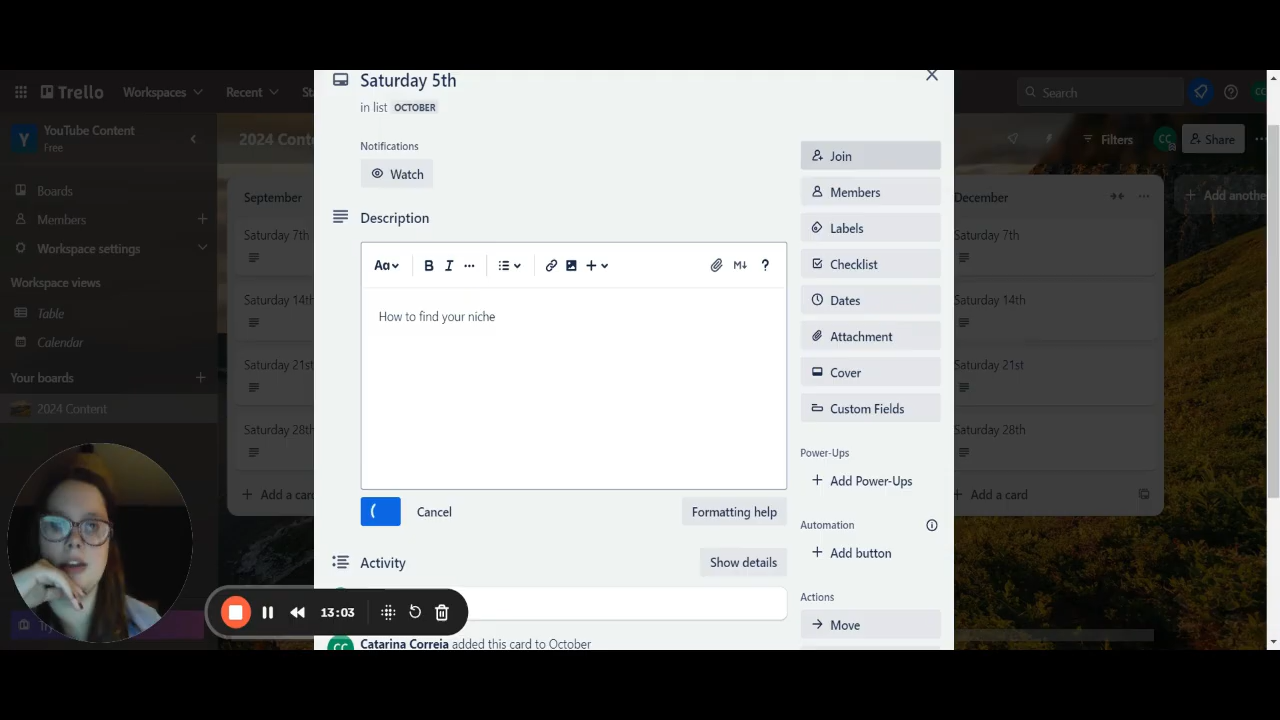 Saturday 5th
in list OCTOBER
Notifications
Watch
Description
Aa
B I
M↓ ?
How to find your niche
Cancel
Formatting help
Activity
Show details
Catarina Correia added this card to October
Join
Members
Labels
Checklist
Dates
Attachment
Cover
Custom Fields
Power-Ups
Add Power-Ups
Automation
Add button
Actions
Move
Trello
Workspaces
Recent
Search
CC
Y
YouTube Content
Free
Boards
Members
Workspace settings
Workspace views
Table
Calendar
Your boards
2024 Content
Filters
CC
Share
September
Saturday 7th
Saturday 14th
Saturday 21st
Saturday 28th
Add a card
December
Saturday 7th
Saturday 14th
Saturday 21st
Saturday 28th
Add a card
13:03